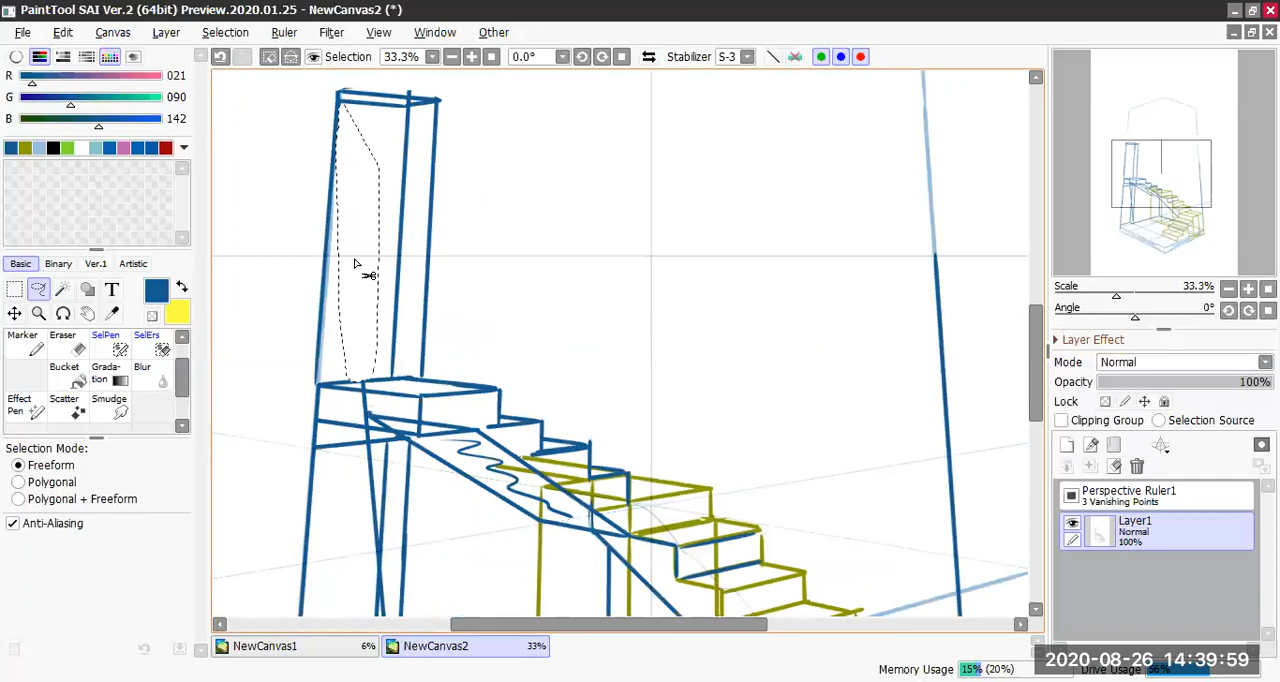 PaintTool SAI Ver.2 (64bit) Preview.2020.01.25 - NewCanvas2 (*)
File Edit Canvas Layer Selection Ruler Filter View Window Other
Selection 33.3% 0.0° Stabilizer S-3
R 021
G 090
B 142
Basic Binary Ver.1 Artistic
T
Marker Eraser SelPen SelErs
Bucket Grada- Blur
tion
Effect Scatter Smudge
Pen
Selection Mode:
Freeform
Polygonal
Polygonal + Freeform
Anti-Aliasing
Scale 33.3%
Angle 0°
Layer Effect
Mode Normal
Opacity 100%
Lock
Clipping Group Selection Source
Perspective Ruler1
3 Vanishing Points
Layer1
Normal
100%
NewCanvas1 6% NewCanvas2 33%
Memory Usage 15% (20%) Drive Usage 56%
2020-08-26 14:39:59